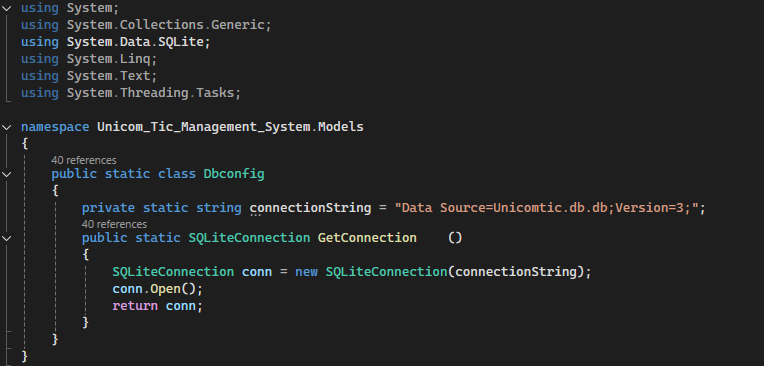 using System;
using System.Collections.Generic;
using System.Data.SQLite;
using System.Linq;
using System.Text;
using System.Threading.Tasks;
namespace Unicom_Tic_Management_System.Models
{
40 references
public static class Dbconfig
{
private static string connectionString = "Data Source=Unicomtic.db.db;Version=3;";
40 references
public static SQLiteConnection GetConnection    ()
{
SQLiteConnection conn = new SQLiteConnection(connectionString);
conn.Open();
return conn;
}
}
}